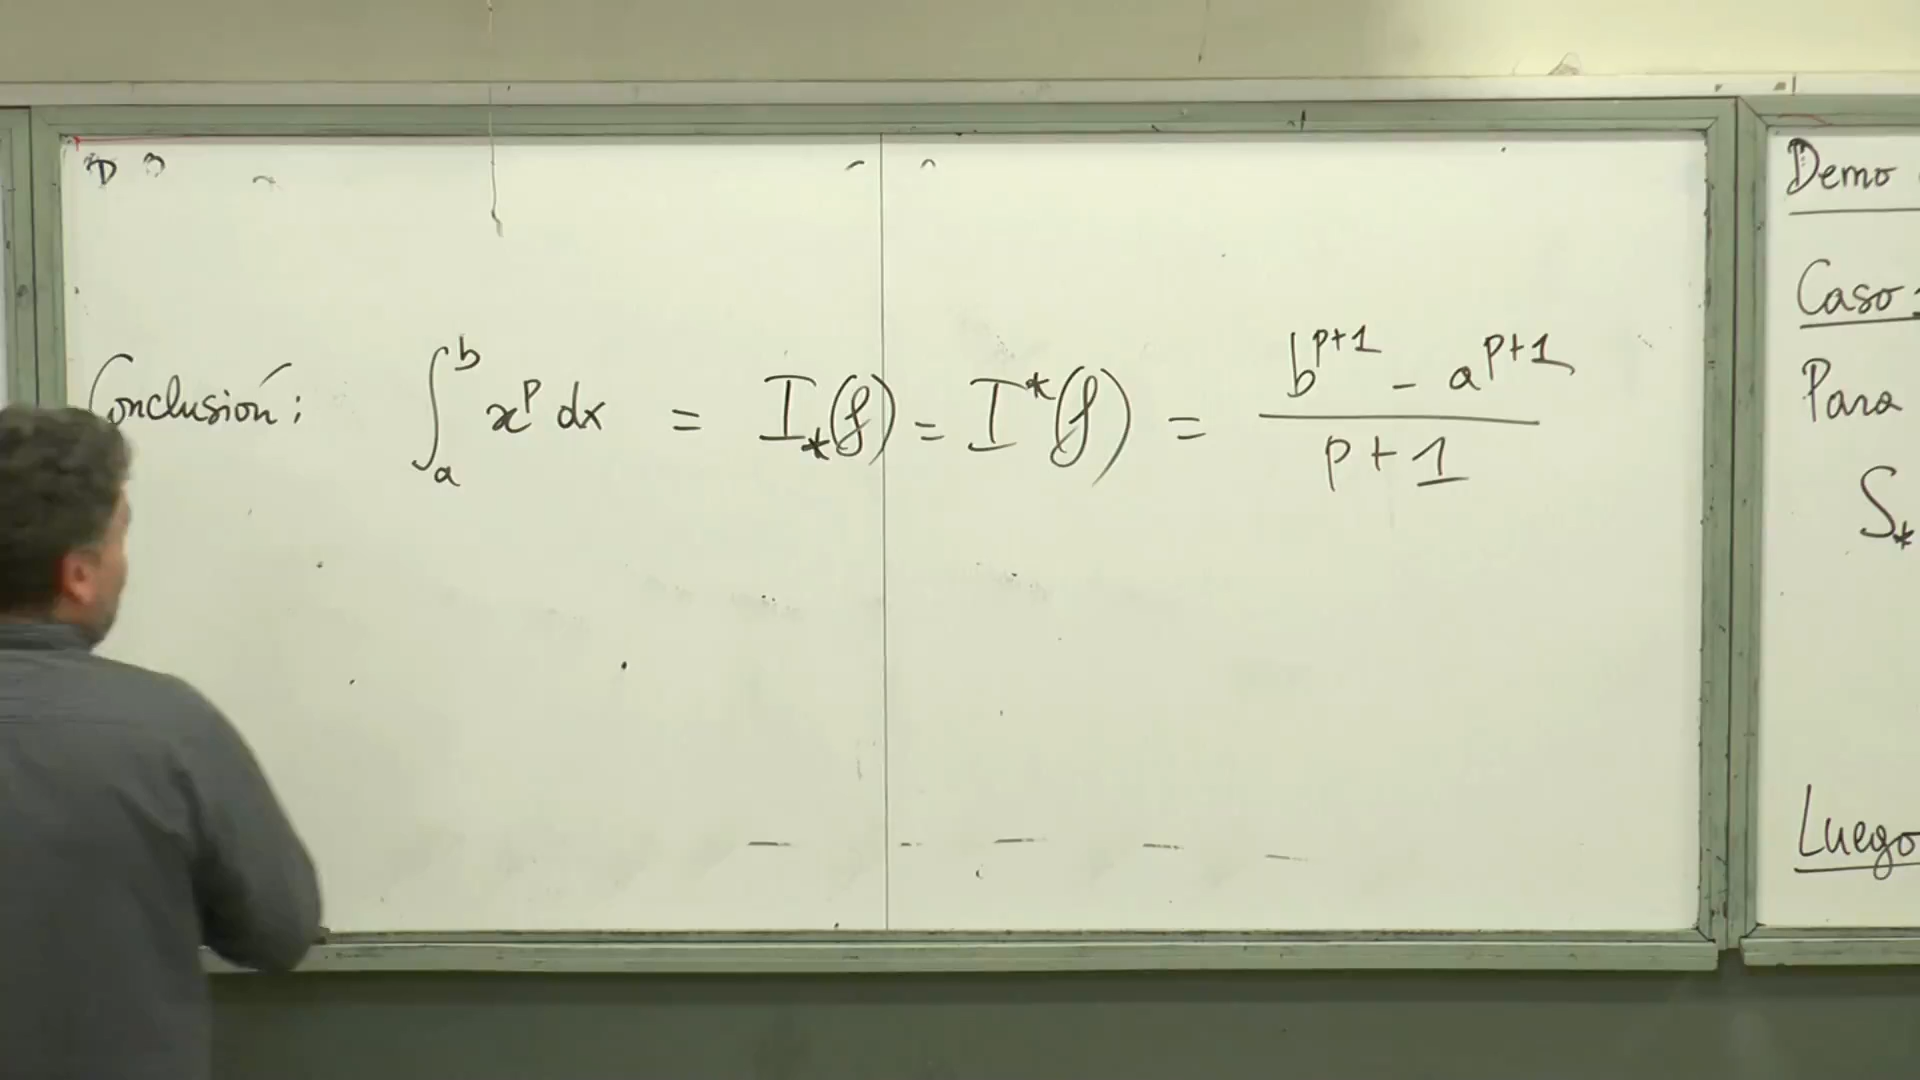 Conclusión: ∫_a^b x^p dx = I_*(f) = I^*(f) = (b^{p+1} - a^{p+1}) / (p+1)
Demo
Caso
Para
S_*
Luego